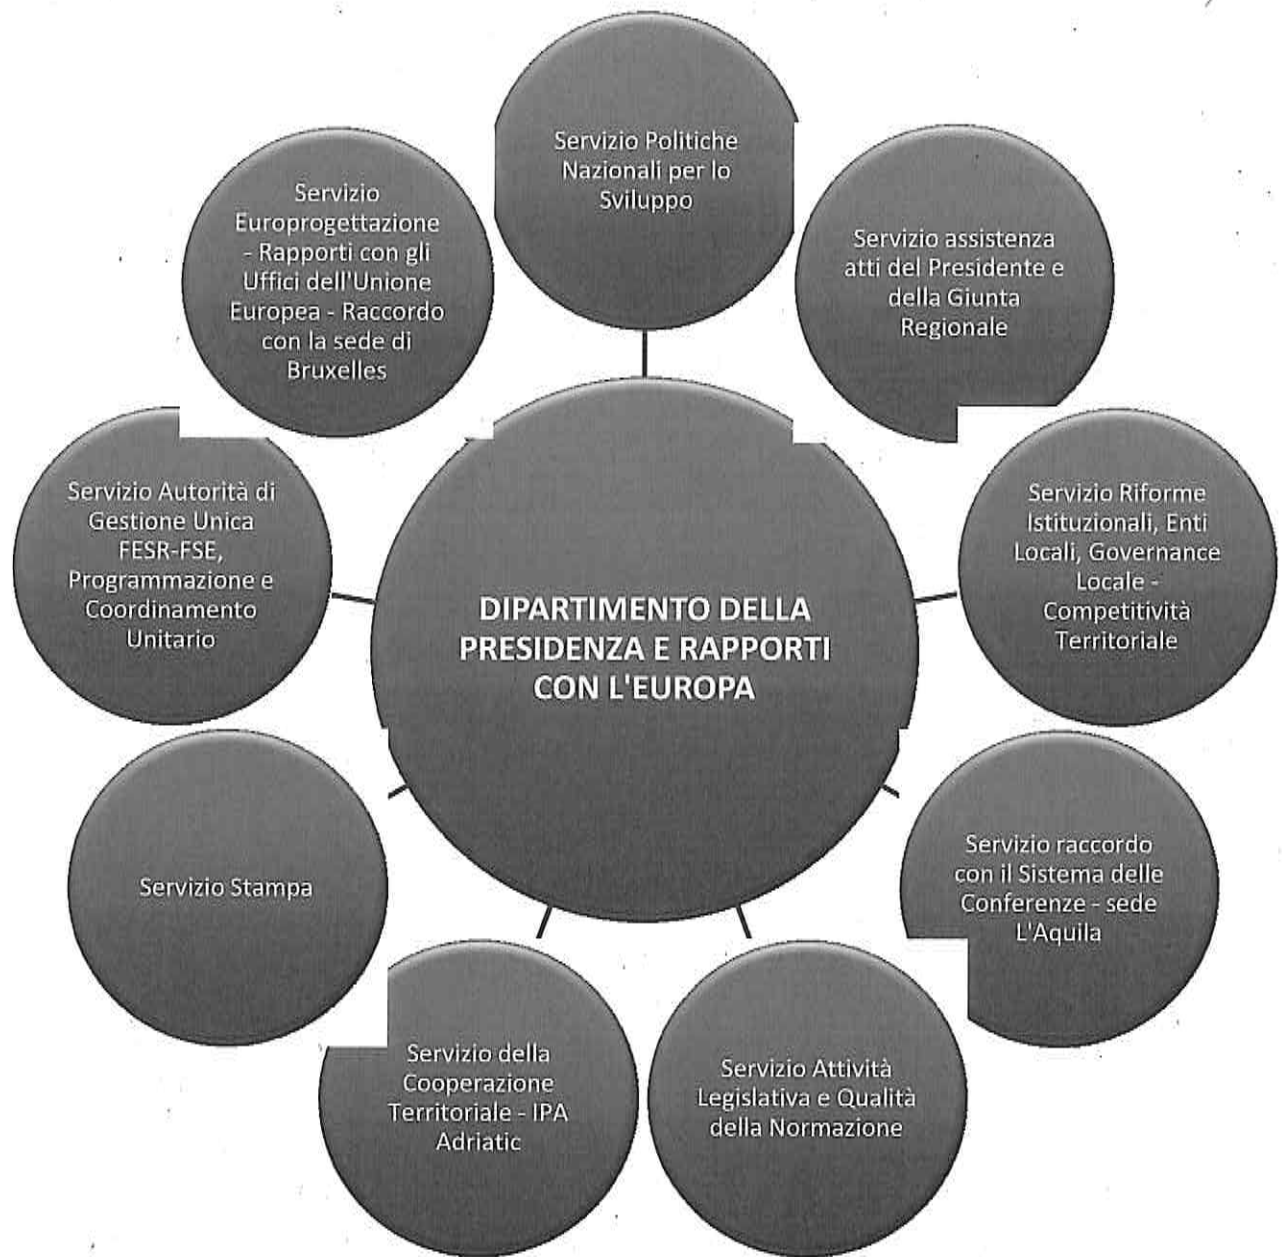 Servizio Politiche
Nazionali per lo
Sviluppo
Servizio assistenza
atti del Presidente e
della Giunta
Regionale
Servizio Riforme
Istituzionali, Enti
Locali, Governance
Locale -
Competitività
Territoriale
Servizio raccordo
con il Sistema delle
Conferenze - sede
L'Aquila
Servizio Attività
Legislativa e Qualità
della Normazione
Servizio della
Cooperazione
Territoriale - IPA
Adriatic
Servizio Stampa
Servizio Autorità di
Gestione Unica
FESR-FSE,
Programmazione e
Coordinamento
Unitario
Servizio
Europrogettazione
- Rapporti con gli
Uffici dell'Unione
Europea - Raccordo
con la sede di
Bruxelles
DIPARTIMENTO DELLA
PRESIDENZA E RAPPORTI
CON L'EUROPA